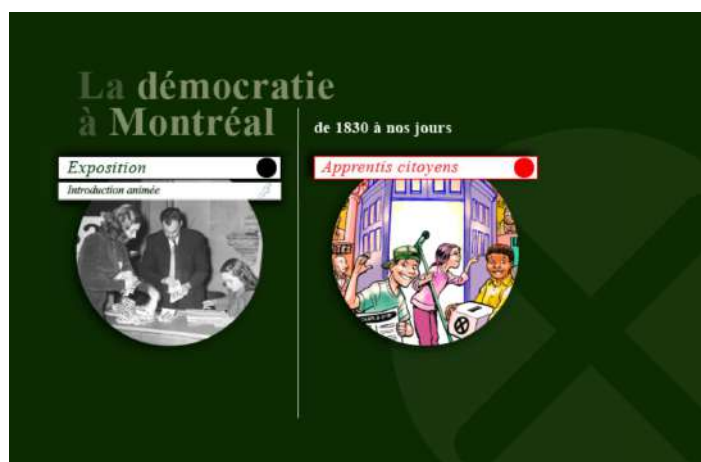 La démocratie
à Montréal
de 1830 à nos jours
Exposition
Introduction animée
Apprentis citoyens